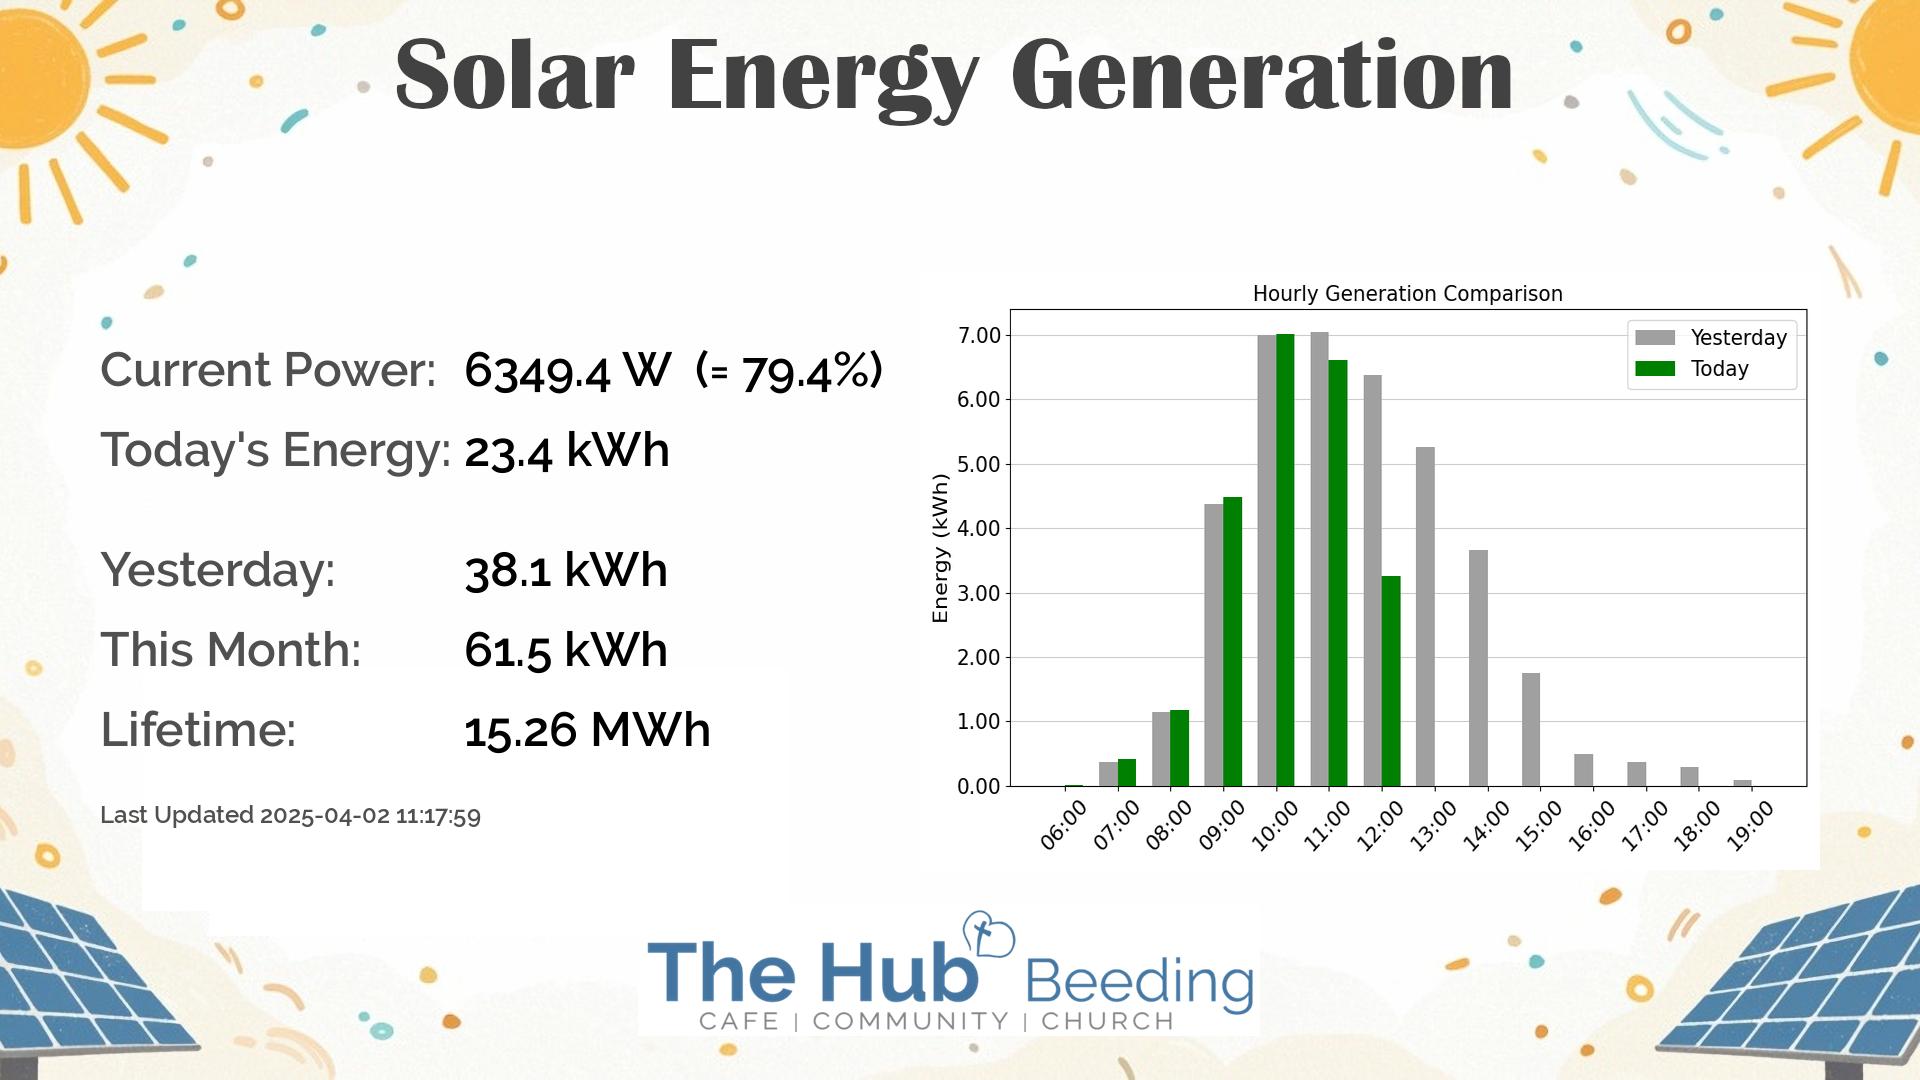 Solar Energy Generation
Current Power: 6349.4 W (= 79.4%)
Today's Energy: 23.4 kWh
Yesterday: 38.1 kWh
This Month: 61.5 kWh
Lifetime: 15.26 MWh
Last Updated 2025-04-02 11:17:59
Hourly Generation Comparison
Yesterday
Today
Energy (kWh)
7.00
6.00
5.00
4.00
3.00
2.00
1.00
0.00
06:00 07:00 08:00 09:00 10:00 11:00 12:00 13:00 14:00 15:00 16:00 17:00 18:00 19:00
The Hub Beeding
CAFE | COMMUNITY | CHURCH